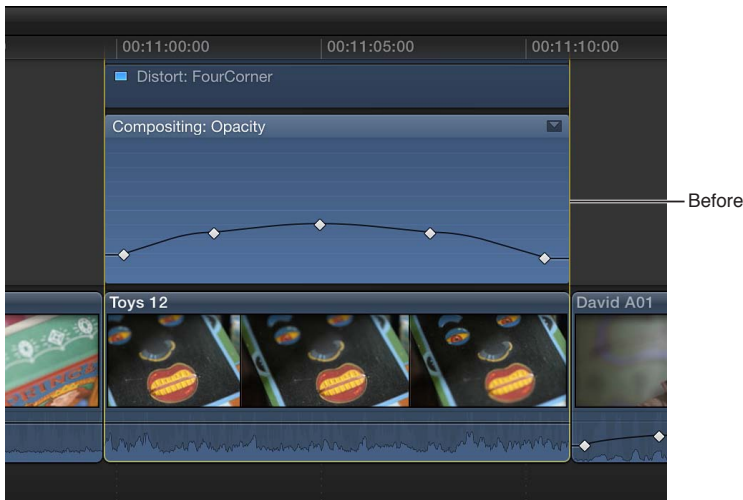 00:11:00:00 00:11:05:00 00:11:10:00
Distort: FourCorner
Compositing: Opacity
Before
Toys 12 David A01